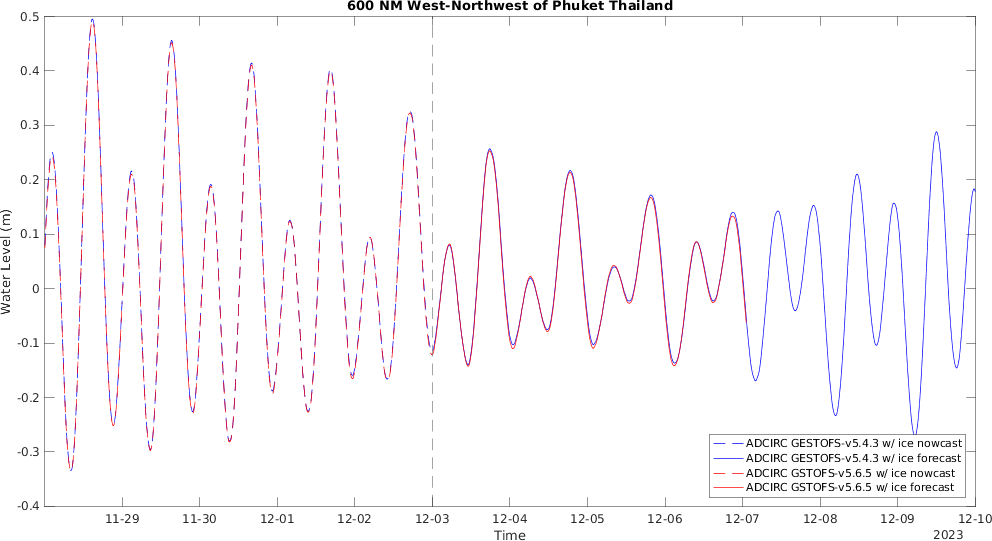 600 NM West-Northwest of Phuket Thailand
0.5
0.4
0.3
0.2
0.1
0
-0.1
-0.2
-0.3
-0.4
Water Level (m)
11-29 11-30 12-01 12-02 12-03 12-04 12-05 12-06 12-07 12-08 12-09 12-10
Time
2023
ADCIRC GESTOFS-v5.4.3 w/ ice nowcast
ADCIRC GESTOFS-v5.4.3 w/ ice forecast
ADCIRC GSTOFS-v5.6.5 w/ ice nowcast
ADCIRC GSTOFS-v5.6.5 w/ ice forecast